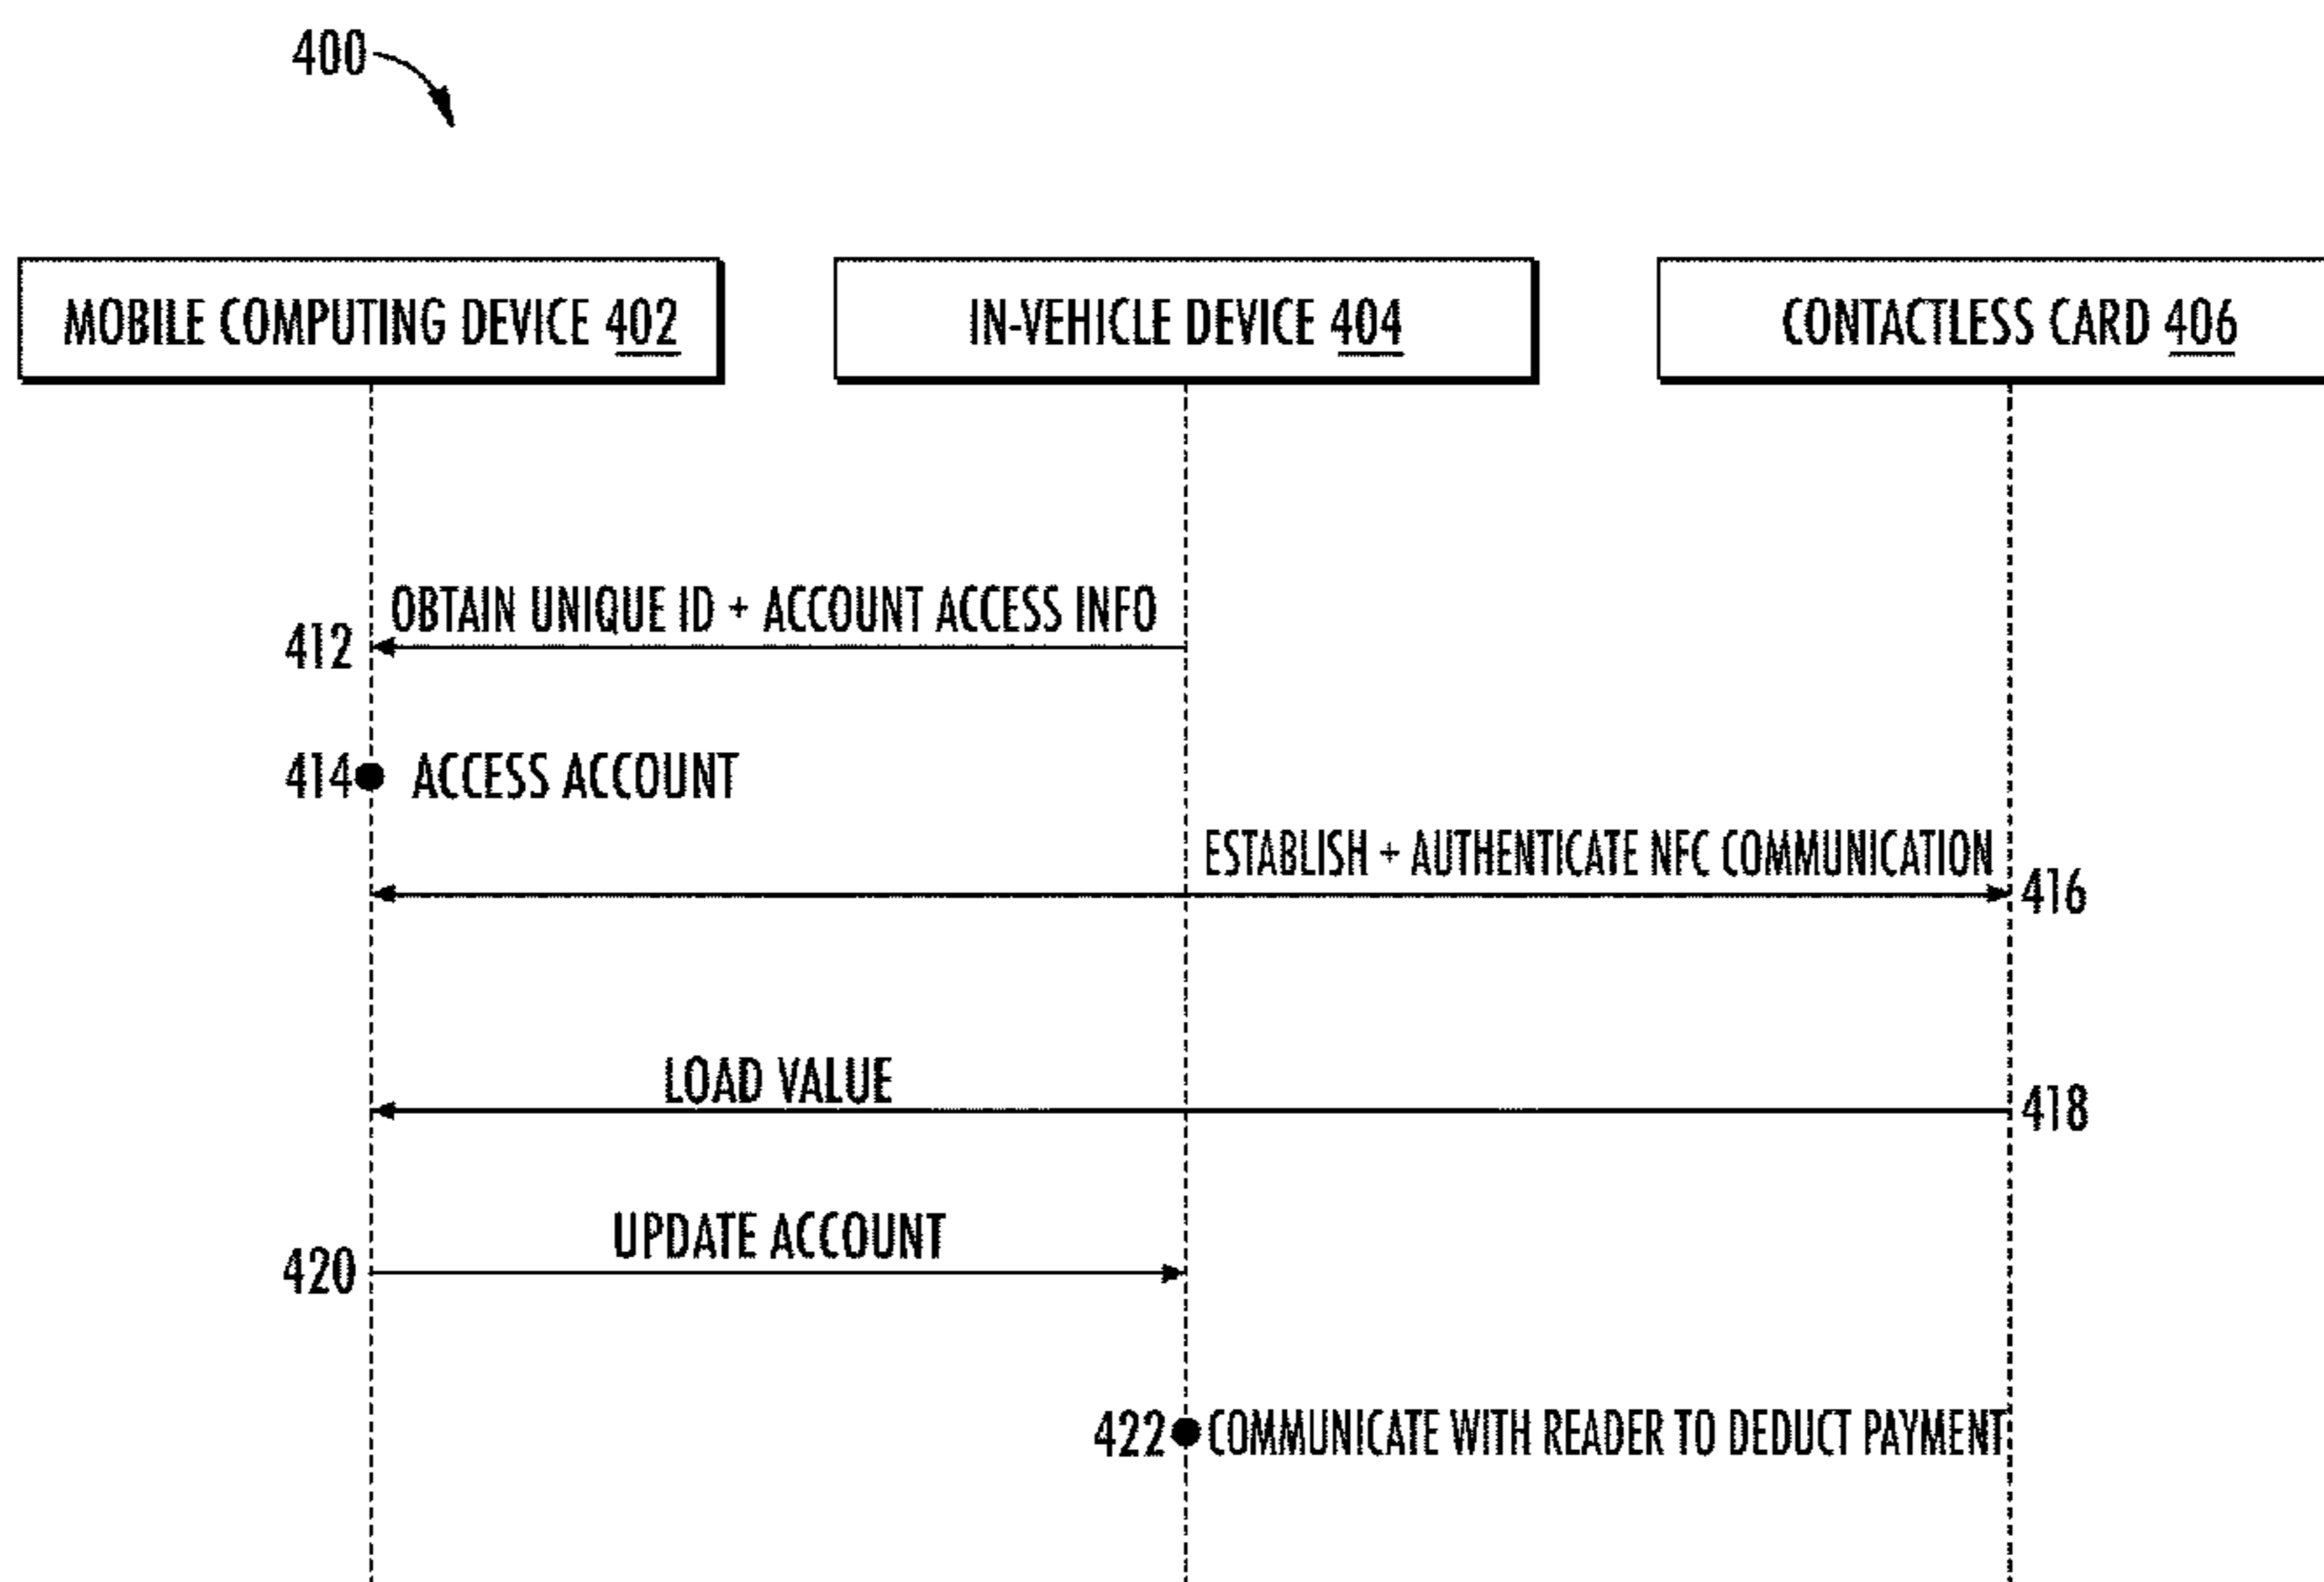 400
MOBILE COMPUTING DEVICE 402
IN-VEHICLE DEVICE 404
CONTACTLESS CARD 406
OBTAIN UNIQUE ID + ACCOUNT ACCESS INFO
412
414 ACCESS ACCOUNT
ESTABLISH + AUTHENTICATE NFC COMMUNICATION
416
LOAD VALUE
418
UPDATE ACCOUNT
420
422 COMMUNICATE WITH READER TO DEDUCT PAYMENT